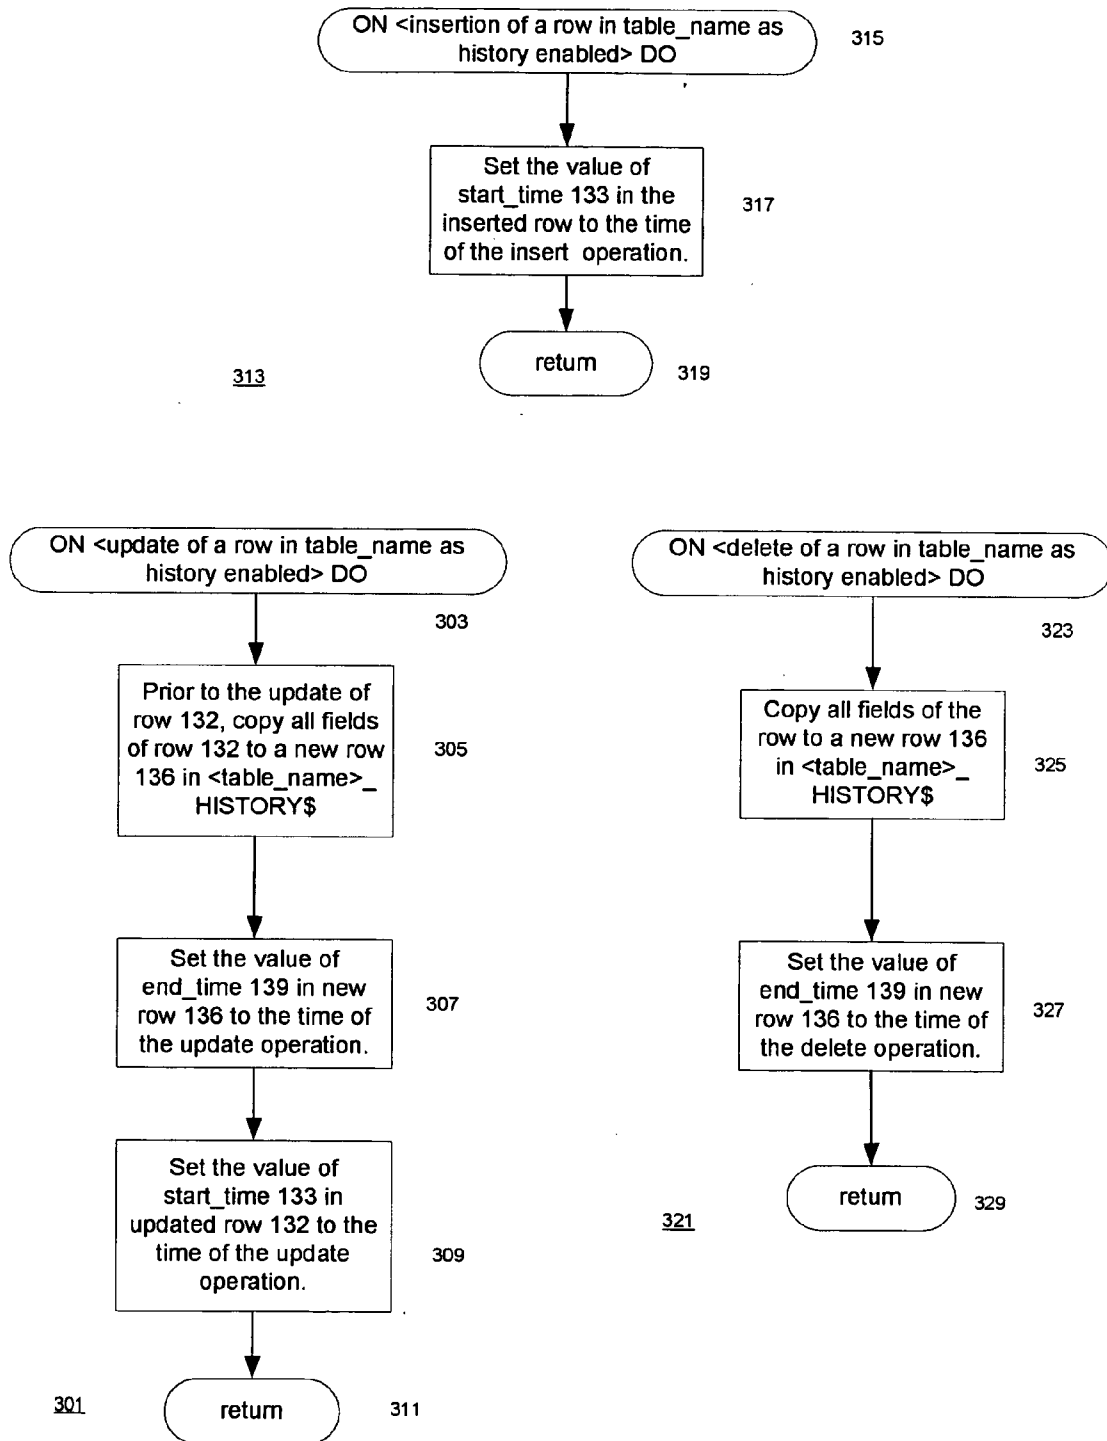 ON <insertion of a row in table_name as
history enabled> DO
315
Set the value of
start_time 133 in the
inserted row to the time
of the insert operation.
317
return
319
313
ON <update of a row in table_name as
history enabled> DO
303
Prior to the update of
row 132, copy all fields
of row 132 to a new row
136 in <table_name>_
HISTORY$
305
Set the value of
end_time 139 in new
row 136 to the time of
the update operation.
307
Set the value of
start_time 133 in
updated row 132 to the
time of the update
operation.
309
return
311
301
ON <delete of a row in table_name as
history enabled> DO
323
Copy all fields of the
row to a new row 136
in <table_name>_
HISTORY$
325
Set the value of
end_time 139 in new
row 136 to the time of
the delete operation.
327
return
329
321